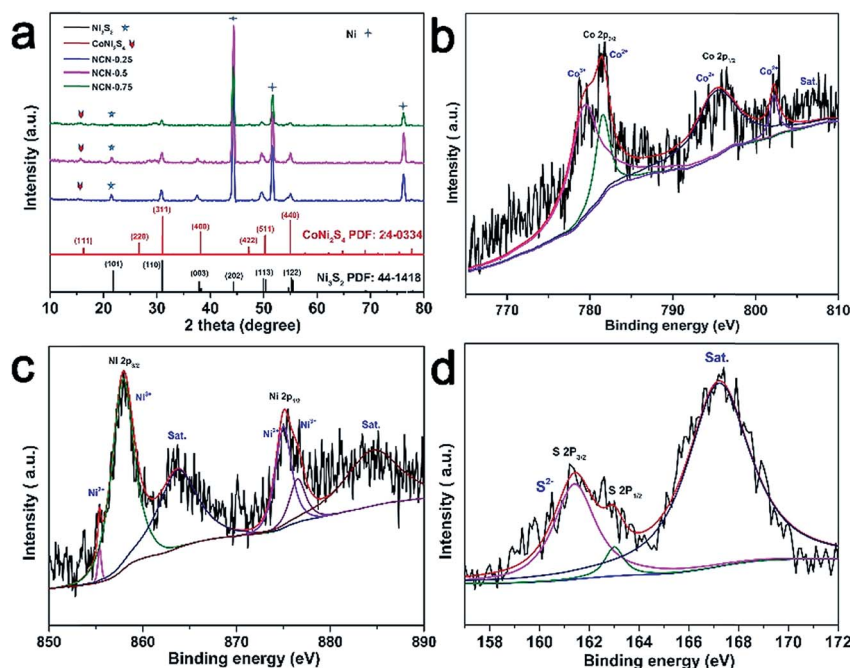 a
Ni₃S₂
CoNi₂S₄
NCN-0.25
NCN-0.5
NCN-0.75
Ni
(311)
(111)
(220)
(400)
(422)
(511)
(440)
CoNi₂S₄ PDF: 24-0334
(101)
(110)
(003)
(202)
(113)
(122)
Ni₃S₂ PDF: 44-1418
Intensity (a.u.)
10 20 30 40 50 60 70 80
2 theta (degree)
b
Co 2p₃/₂
Co³⁺
Co²⁺
Co 2p₁/₂
Co³⁺
Co²⁺
Sat.
Intensity ( a.u.)
770 780 790 800 810
Binding energy (eV)
c
Ni 2p₃/₂
Ni³⁺
Sat.
Ni²⁺
Ni 2p₁/₂
Sat.
Intensity ( a.u.)
850 860 870 880 890
Binding energy (eV)
d
Sat.
S 2P₃/₂
S²⁻
S 2P₁/₂
Intensity ( a.u.)
158 160 162 163 165 167 168 170 172
Binding energy (eV)